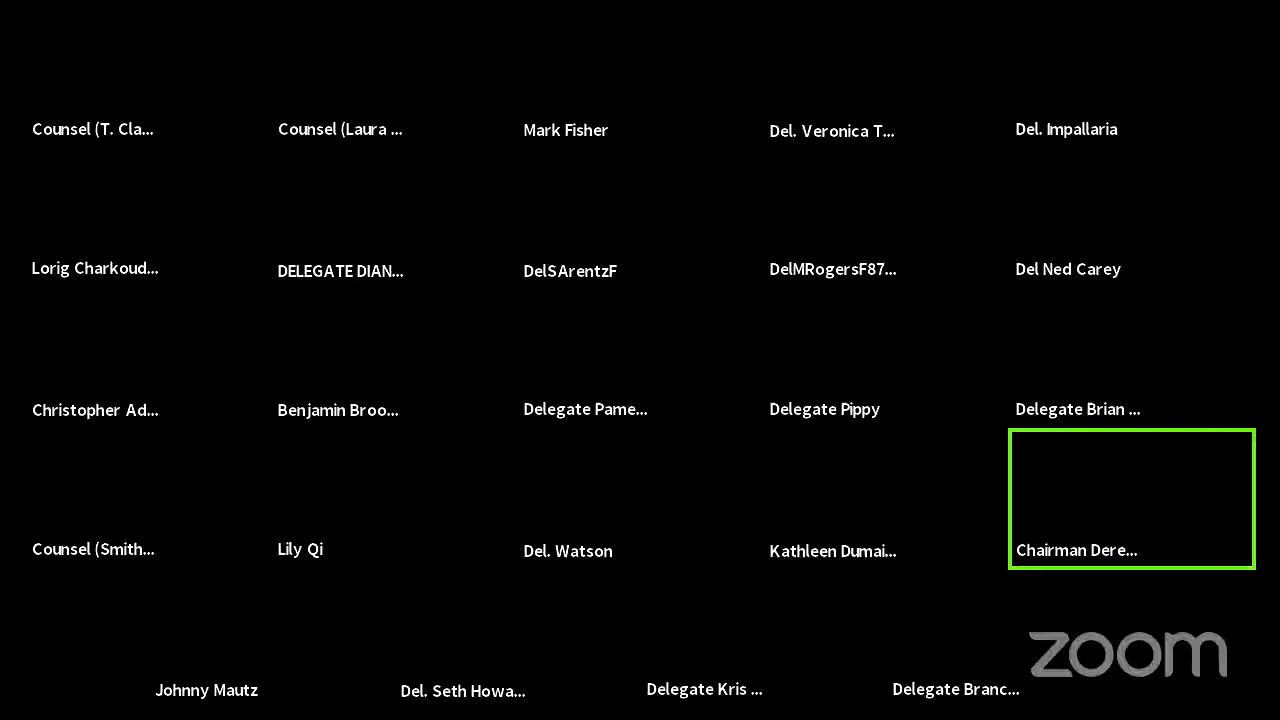 Counsel (T. Cla...
Counsel (Laura ...
Mark Fisher
Del. Veronica T...
Del. Impallaria
Lorig Charkoud...
DELEGATE DIAN...
DelSArentzF
DelMRogersF87...
Del Ned Carey
Christopher Ad...
Benjamin Broo...
Delegate Pame...
Delegate Pippy
Delegate Brian ...
Counsel (Smith...
Lily Qi
Del. Watson
Kathleen Dumai...
Chairman Dere...
Johnny Mautz
Del. Seth Howa...
Delegate Kris ...
Delegate Branc...
zoom